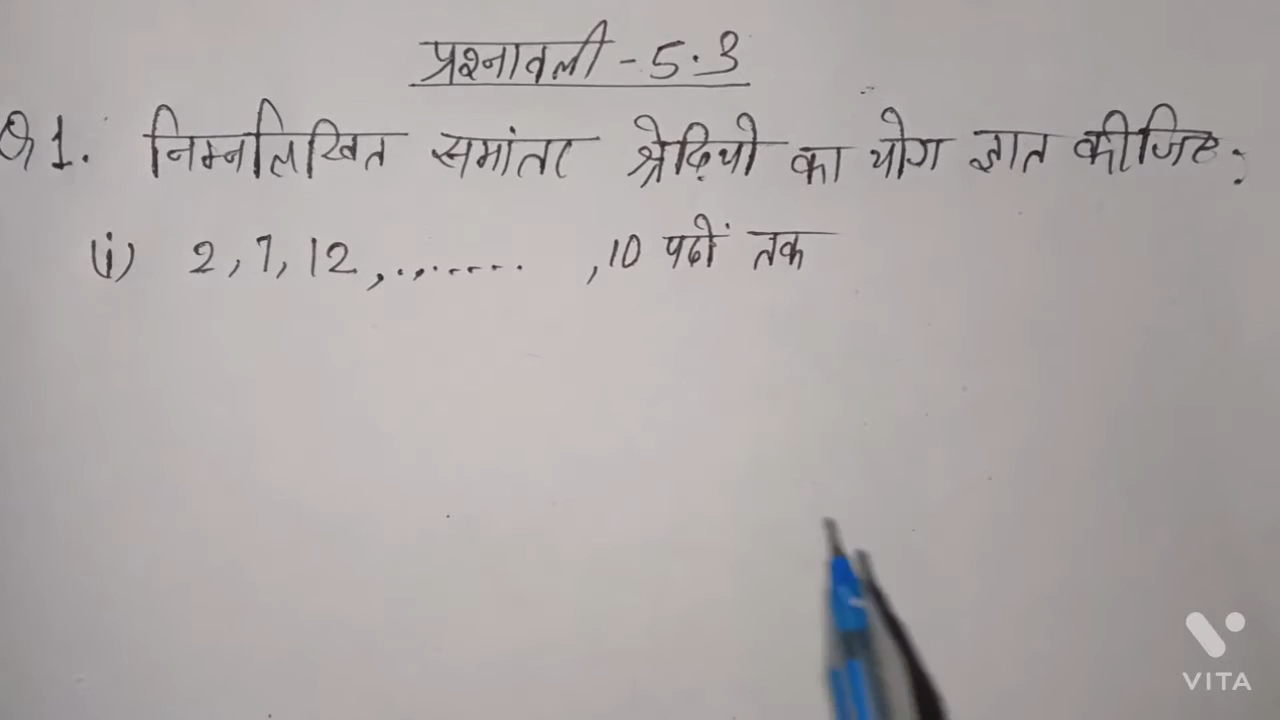 प्रश्नावली - 5.3
Q1. निम्नलिखित समांतर श्रेढ़ियो का योग ज्ञात कीजिए:
(i) 2, 7, 12, ........ , 10 पदों तक
VITA